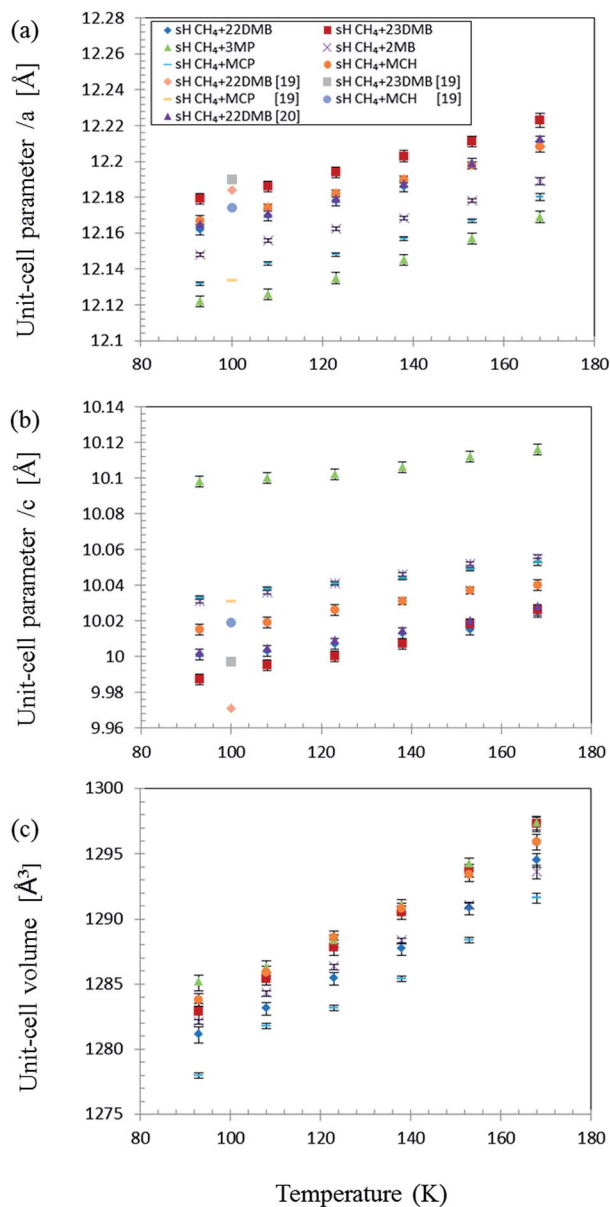 (a)
12.28
12.26
12.24
12.22
12.2
12.18
12.16
12.14
12.12
12.1
Unit-cell parameter /a [Å]
sH CH₄+22DMB sH CH₄+23DMB
sH CH₄+3MP sH CH₄+2MB
sH CH₄+MCP sH CH₄+MCH
sH CH₄+22DMB [19] sH CH₄+23DMB [19]
sH CH₄+MCP [19] sH CH₄+MCH [19]
sH CH₄+22DMB [20]
80 100 120 140 160 180
(b)
10.14
10.12
10.1
10.08
10.06
10.04
10.02
10
9.98
9.96
Unit-cell parameter /c [Å]
80 100 120 140 160 180
(c)
1300
1295
1290
1285
1280
1275
Unit-cell volume [Å³]
80 100 120 140 160 180
Temperature (K)